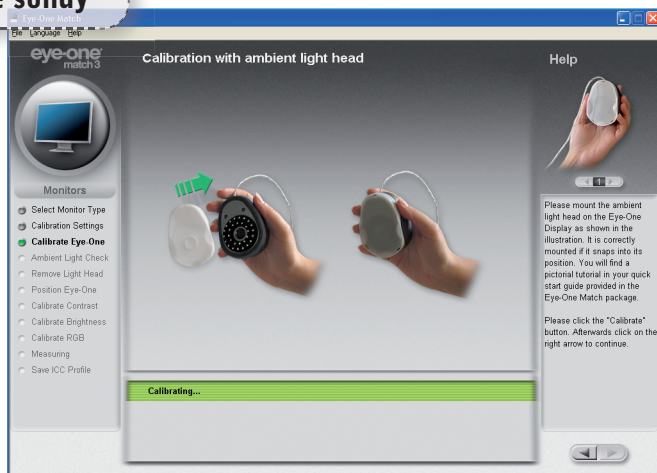 sondy
Eye-One Match
File Language Help
eye-one
match 3
Calibration with ambient light head
Help
1
Monitors
Select Monitor Type
Calibration Settings
Calibrate Eye-One
Ambient Light Check
Remove Light Head
Position Eye-One
Calibrate Contrast
Calibrate Brightness
Calibrate RGB
Measuring
Save ICC Profile
Calibrating...
Please mount the ambient
light head on the Eye-One
Display as shown in the
illustration. It is correctly
mounted if it snaps into its
position. You will find a
pictorial tutorial in your quick
start guide provided in the
Eye-One Match package.
Please click the "Calibrate"
button. Afterwards click on the
right arrow to continue.